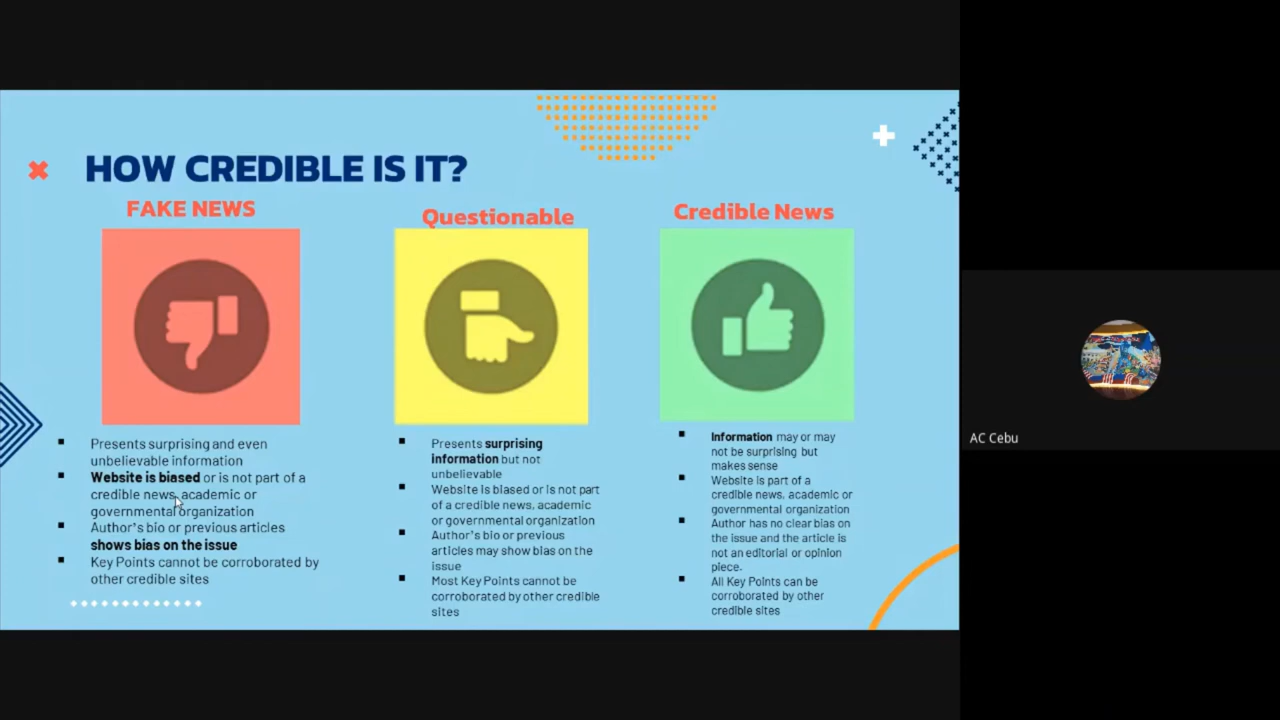 HOW CREDIBLE IS IT?
FAKE NEWS
Presents surprising and even
unbelievable information
Website is biased or is not part of a
credible news, academic or
governmental organization
Author's bio or previous articles
shows bias on the issue
Key Points cannot be corroborated by
other credible sites
Questionable
Presents surprising
information but not
unbelievable
Website is biased or is not part
of a credible news, academic
or governmental organization
Author's bio or previous
articles may show bias on the
issue
Most Key Points cannot be
corroborated by other credible
sites
Credible News
Information may or may
not be surprising but
makes sense
Website is part of a
credible news, academic or
governmental organization
Author has no clear bias on
the issue and the article is
not an editorial or opinion
piece.
All Key Points can be
corroborated by other
credible sites
AC Cebu